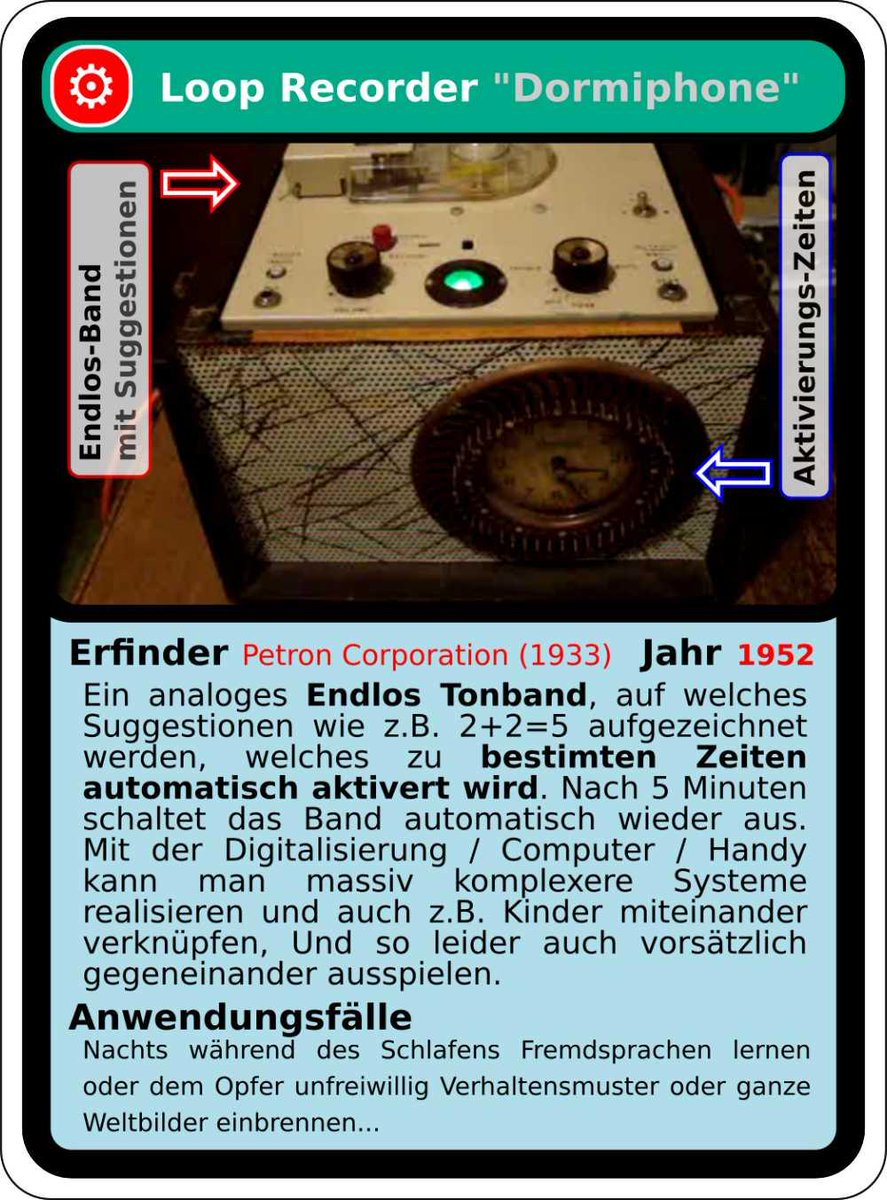 Loop Recorder "Dormiphone"
Endlos-Band
mit Suggestionen
Aktivierungs-Zeiten
Erfinder Petron Corporation (1933) Jahr 1952
Ein analoges Endlos Tonband, auf welches
Suggestionen wie z.B. 2+2=5 aufgezeichnet
werden, welches zu bestimten Zeiten
automatisch aktivert wird. Nach 5 Minuten
schaltet das Band automatisch wieder aus.
Mit der Digitalisierung / Computer / Handy
kann man massiv komplexere Systeme
realisieren und auch z.B. Kinder miteinander
verknüpfen, Und so leider auch vorsätzlich
gegeneinander ausspielen.
Anwendungsfälle
Nachts während des Schlafens Fremdsprachen lernen
oder dem Opfer unfreiwillig Verhaltensmuster oder ganze
Weltbilder einbrennen...